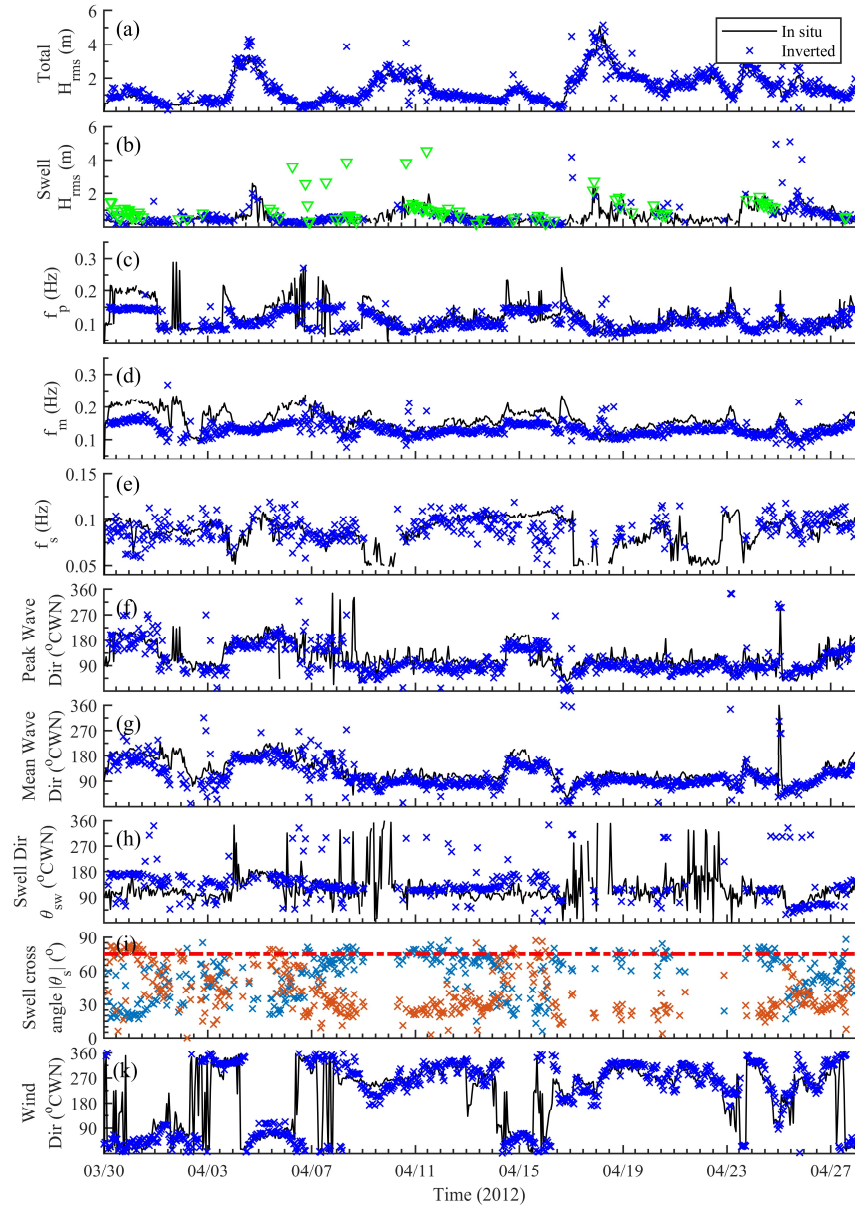 (a)
Total
H_rms (m)
6
4
2
In situ
Inverted
(b)
Swell
H_rms (m)
6
4
2
(c)
f_p (Hz)
0.3
0.2
0.1
(d)
f_m (Hz)
0.3
0.2
0.1
(e)
f_s (Hz)
0.15
0.1
0.05
(f)
Peak Wave
Dir (°CWN)
360
270
180
90
(g)
Mean Wave
Dir (°CWN)
360
270
180
90
(h)
Swell Dir
θ_sw (°CWN)
360
270
180
90
(i)
Swell cross
angle |θ_s| (°)
90
60
30
0
(k)
Wind
Dir (°CWN)
360
270
180
90
03/30 04/03 04/07 04/11 04/15 04/19 04/23 04/27
Time (2012)